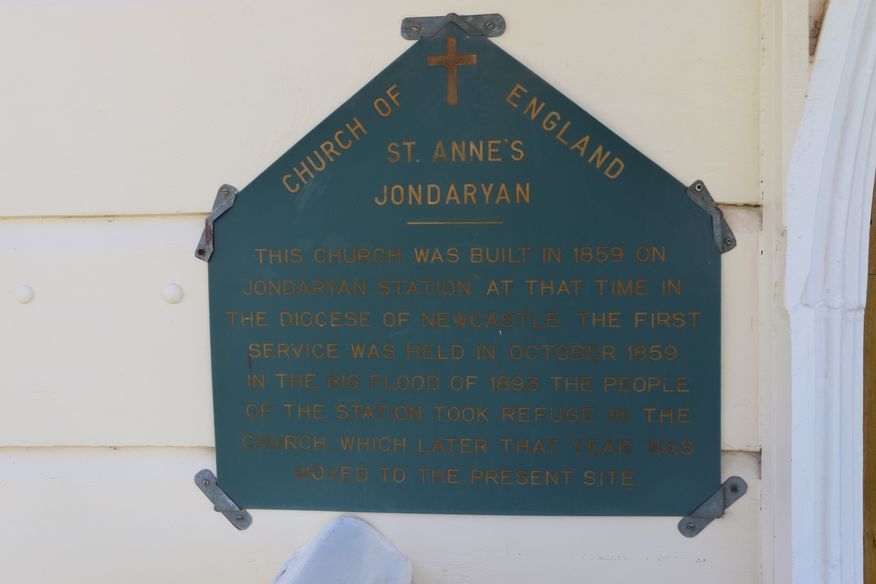 CHURCH OF ENGLAND
ST. ANNE'S
JONDARYAN
THIS CHURCH WAS BUILT IN 1859 ON
"JONDARYAN STATION" AT THAT TIME IN
THE DIOCESE OF NEWCASTLE. THE FIRST
SERVICE WAS HELD IN OCTOBER 1859.
IN THE BIG FLOOD OF 1893 THE PEOPLE
OF THE STATION TOOK REFUGE IN THE
CHURCH, WHICH LATER THAT YEAR WAS
MOVED TO THE PRESENT SITE.